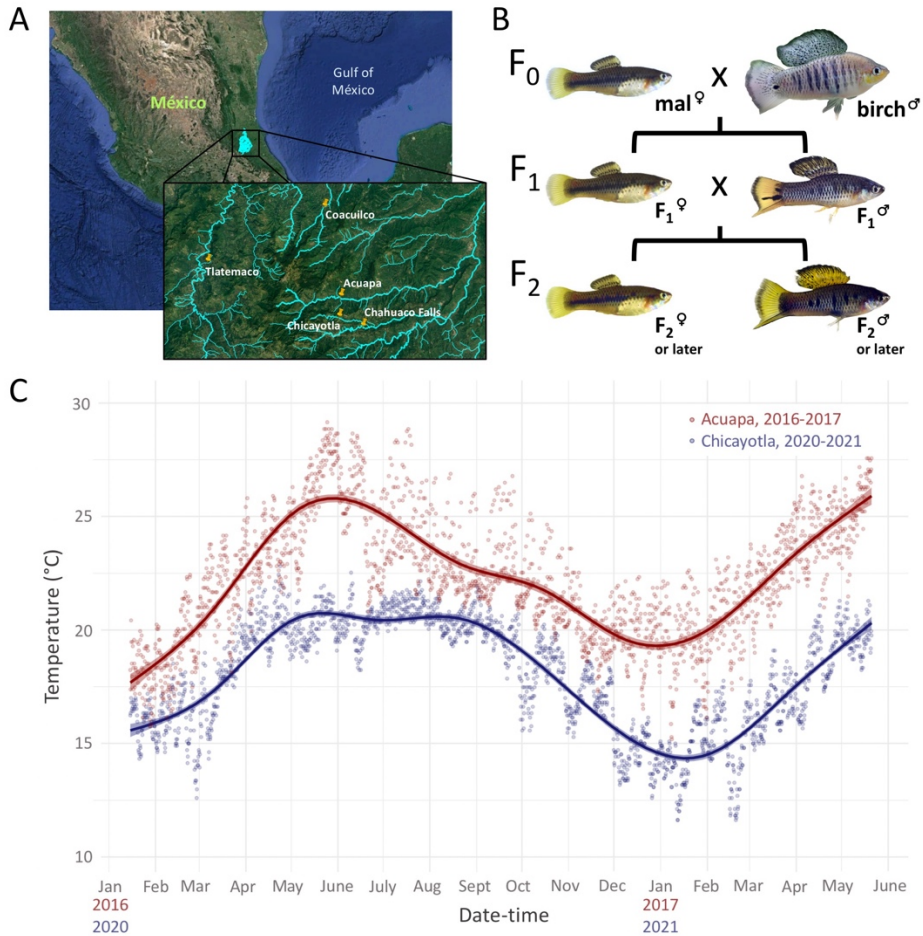 A
México
Gulf of
México
Coacuilco
Tlatemaco
Acuapa
Chicayotla
Chahuaco Falls
B
F0
mal♀
X
birch♂
F1
F1♀
X
F1♂
F2
F2♀
or later
F2♂
or later
C
Acuapa, 2016-2017
Chicayotla, 2020-2021
Temperature (°C)
30
25
20
15
10
Jan Feb Mar Apr May June July Aug Sept Oct Nov Dec Jan Feb Mar Apr May June
2016 2017
2020 2021
Date-time